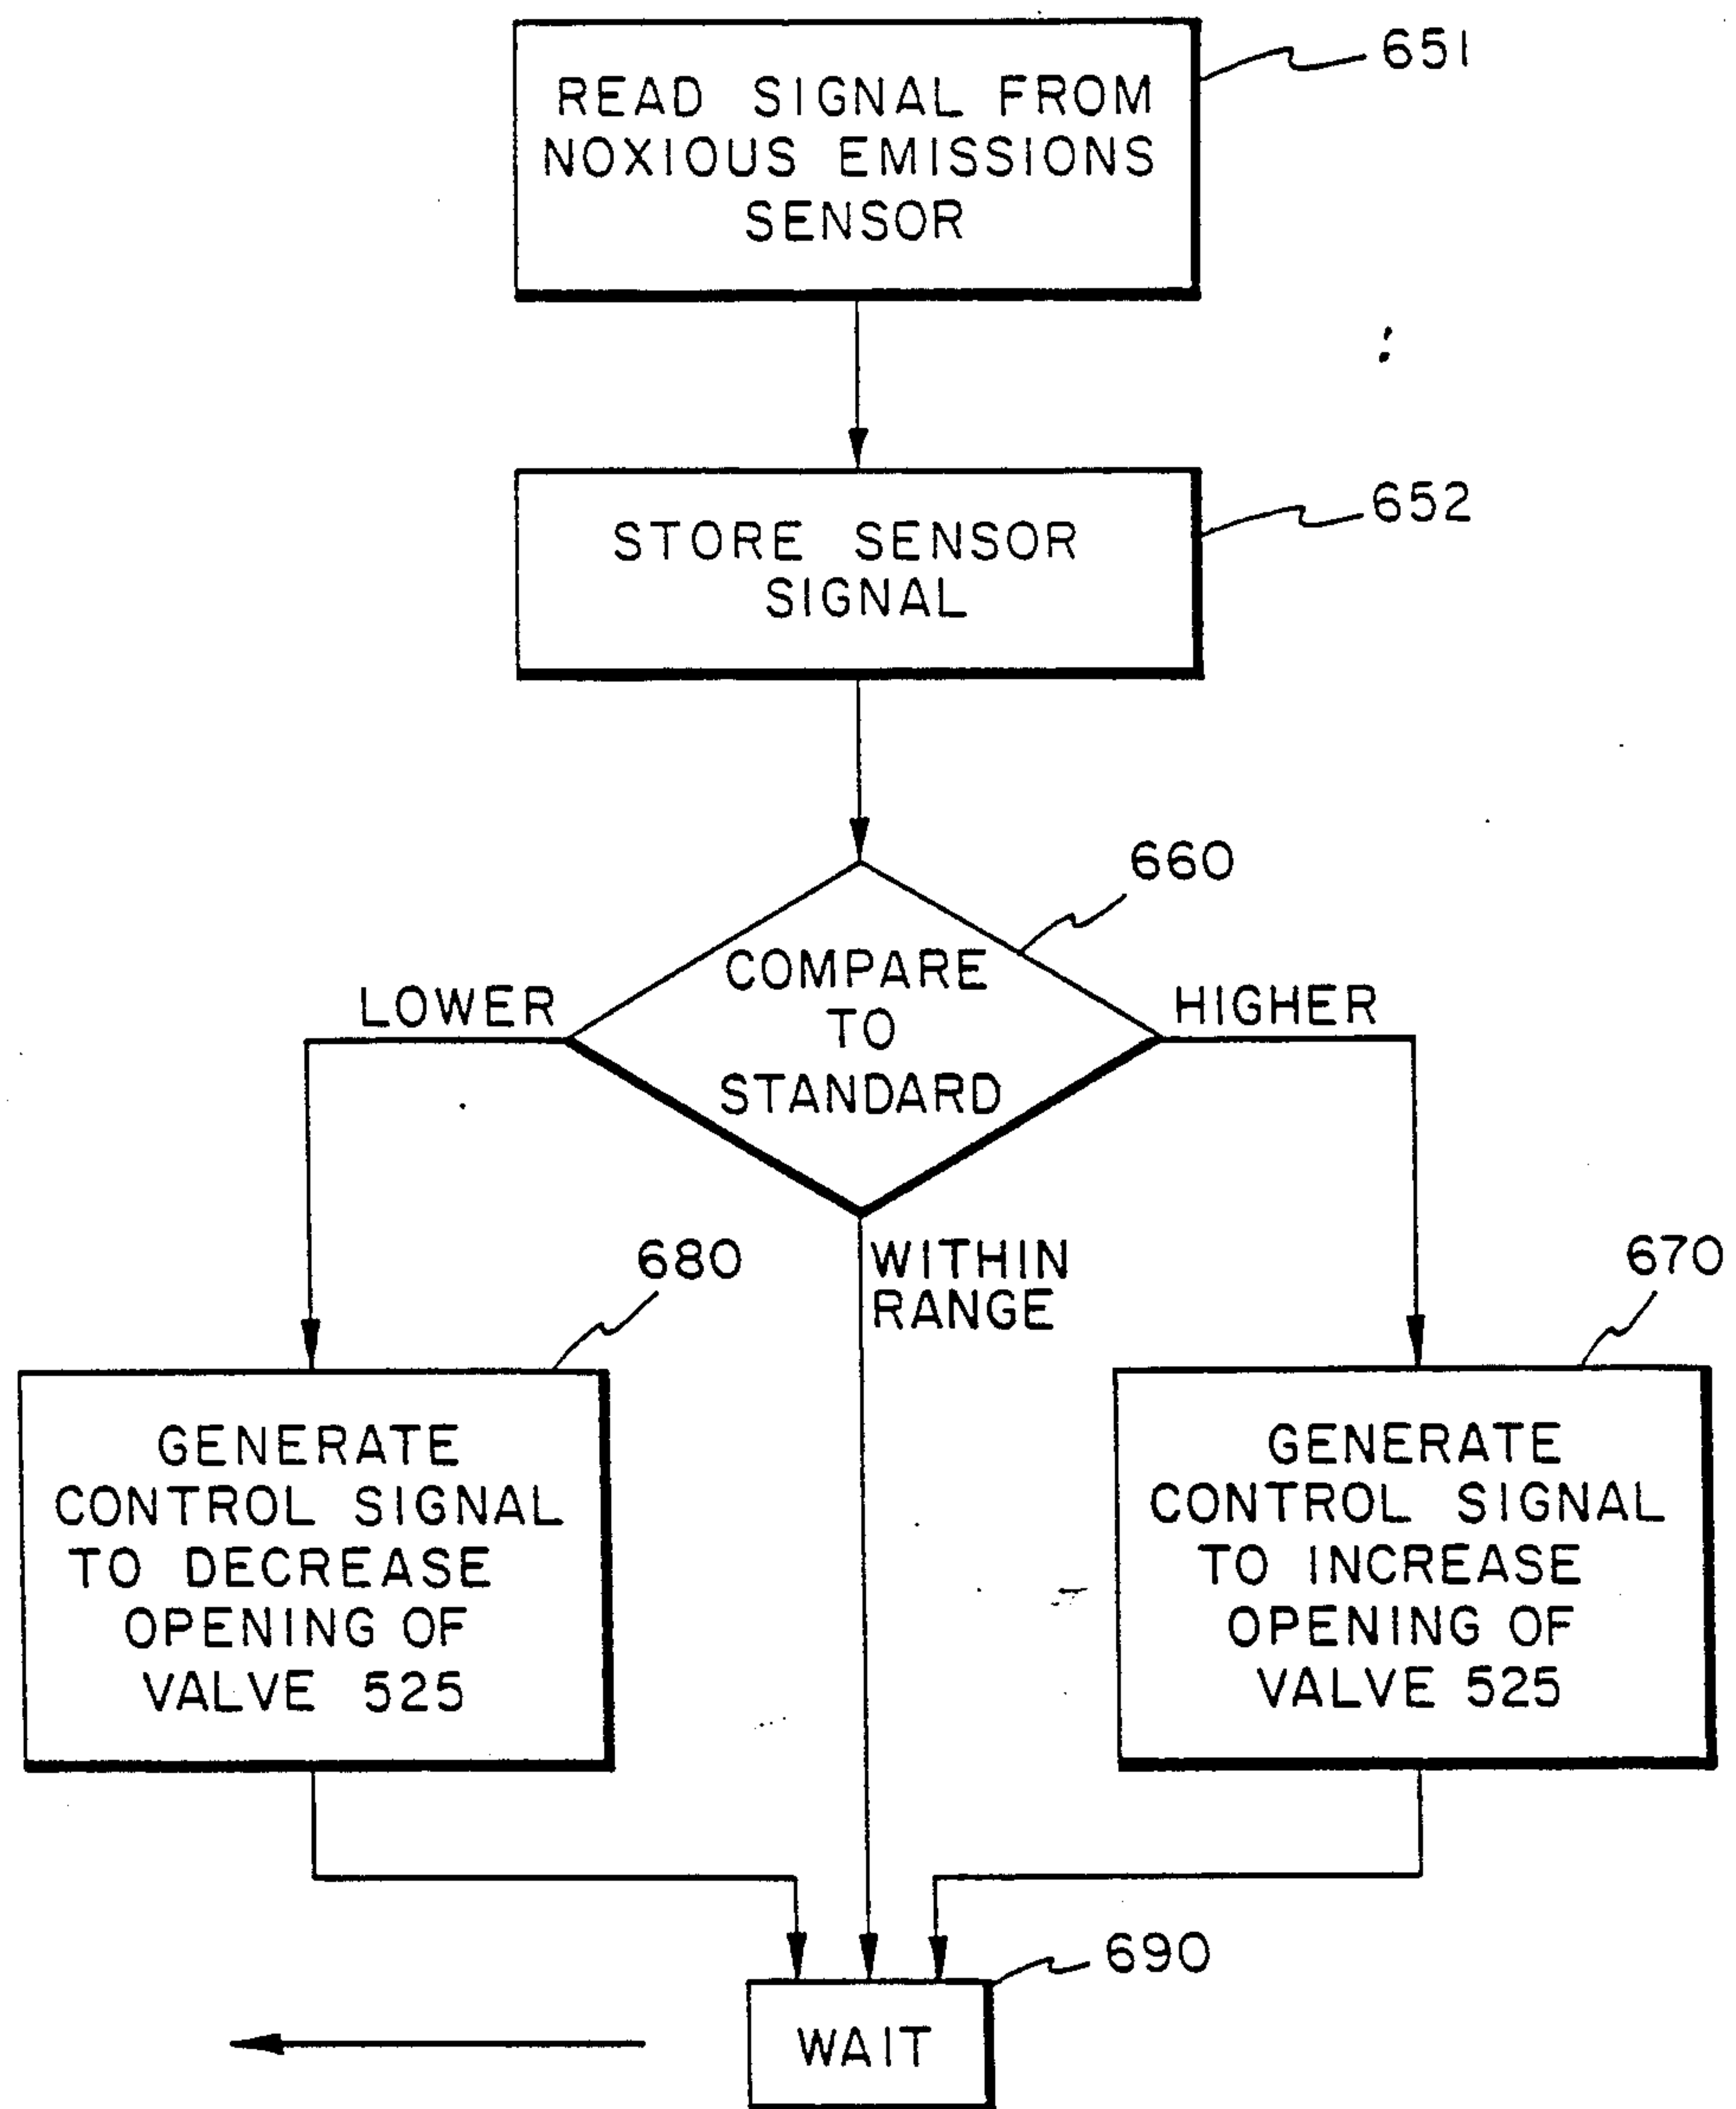 651
READ SIGNAL FROM
NOXIOUS EMISSIONS
SENSOR
652
STORE SENSOR
SIGNAL
660
COMPARE
TO
STANDARD
LOWER
HIGHER
WITHIN
RANGE
680
GENERATE
CONTROL SIGNAL
TO DECREASE
OPENING OF
VALVE 525
670
GENERATE
CONTROL SIGNAL
TO INCREASE
OPENING OF
VALVE 525
690
WAIT